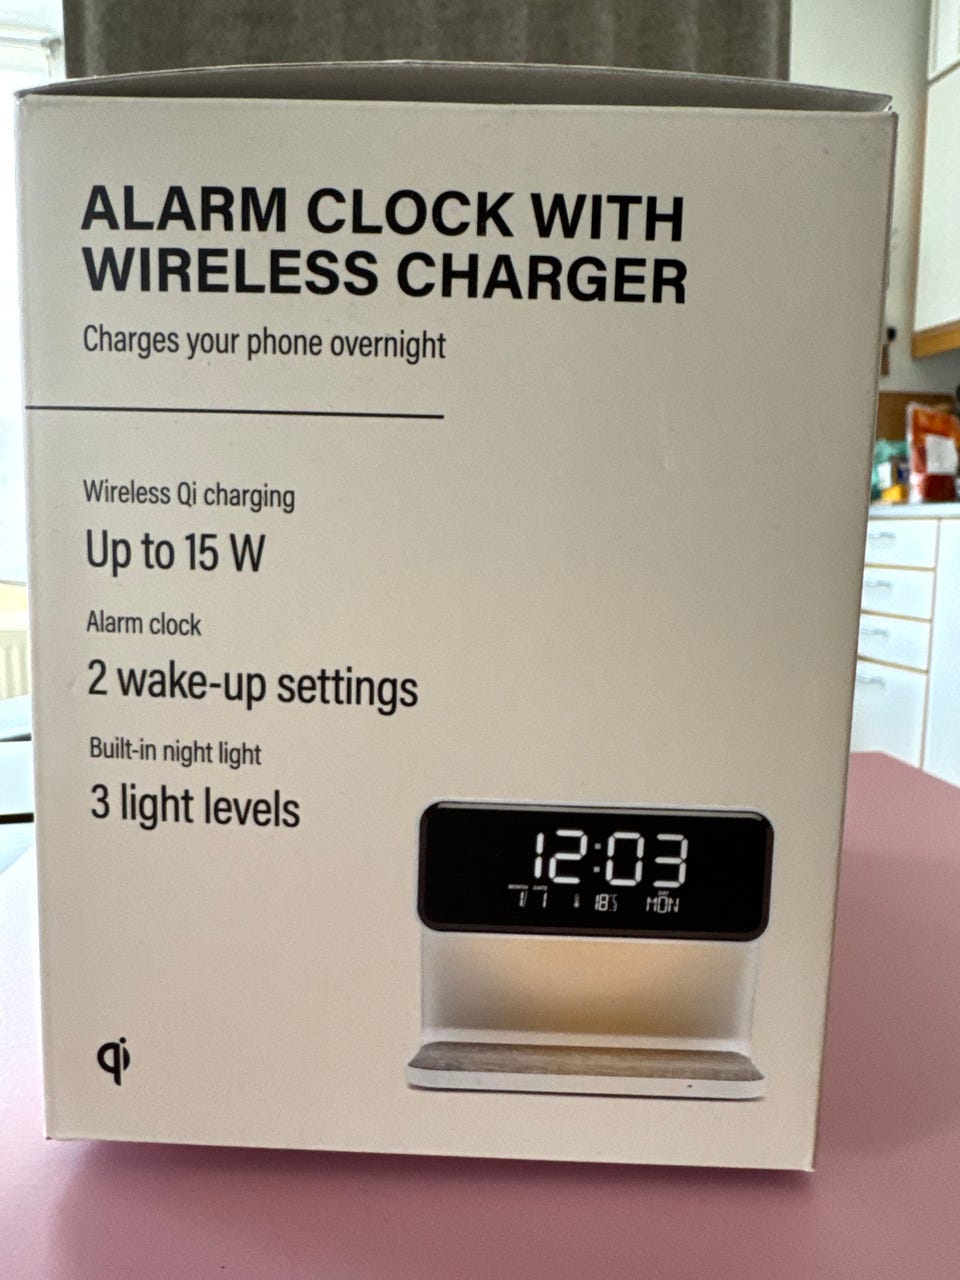 ALARM CLOCK WITH
WIRELESS CHARGER
Charges your phone overnight
Wireless Qi charging
Up to 15 W
Alarm clock
2 wake-up settings
Built-in night light
3 light levels
12:03
MONTH DATE DAY
1/ 1 18.5 MON
qi